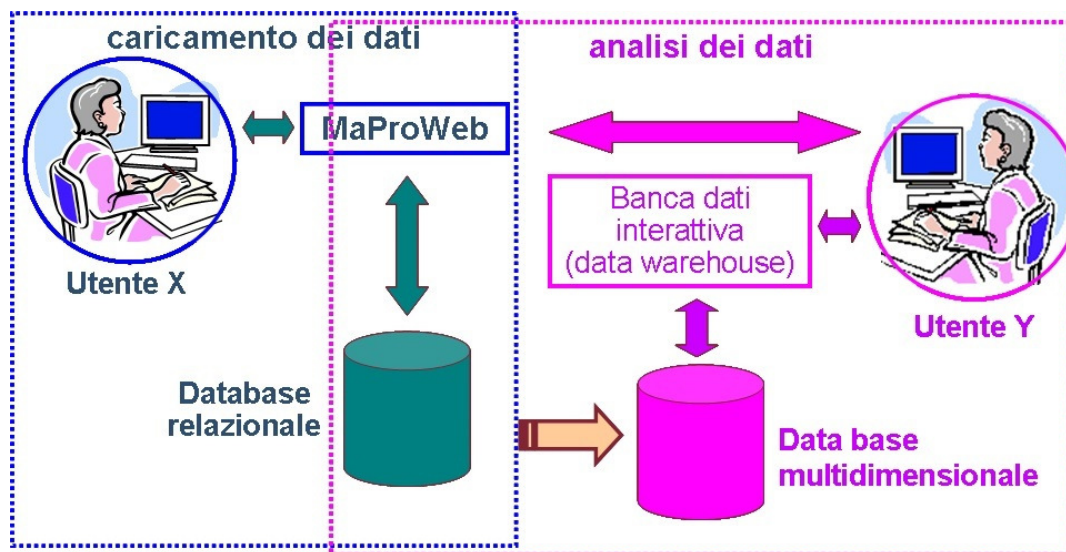 caricamento dei dati
analisi dei dati
MaProWeb
Utente X
Banca dati
interattiva
(data warehouse)
Utente Y
Database
relazionale
Data base
multidimensionale